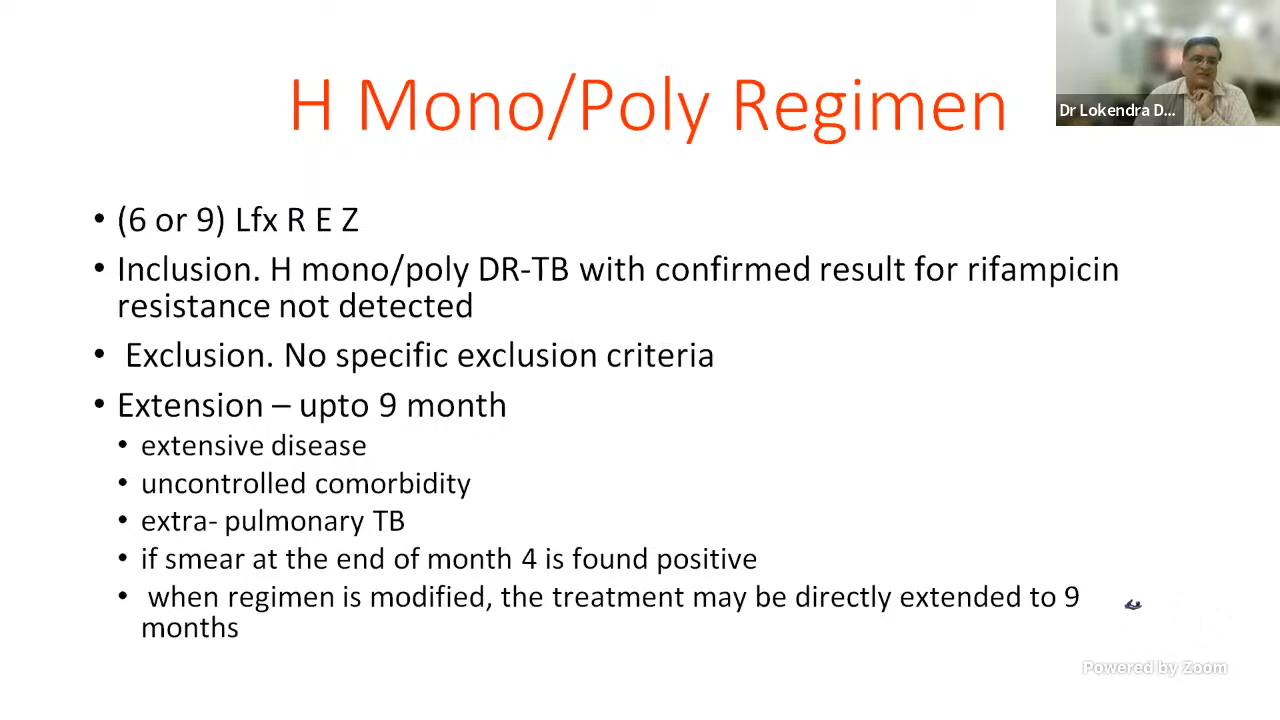 H Mono/Poly Regimen
Dr Lokendra D...
• (6 or 9) Lfx R E Z
• Inclusion. H mono/poly DR-TB with confirmed result for rifampicin
resistance not detected
• Exclusion. No specific exclusion criteria
• Extension – upto 9 month
• extensive disease
• uncontrolled comorbidity
• extra- pulmonary TB
• if smear at the end of month 4 is found positive
• when regimen is modified, the treatment may be directly extended to 9
months
Powered by Zoom